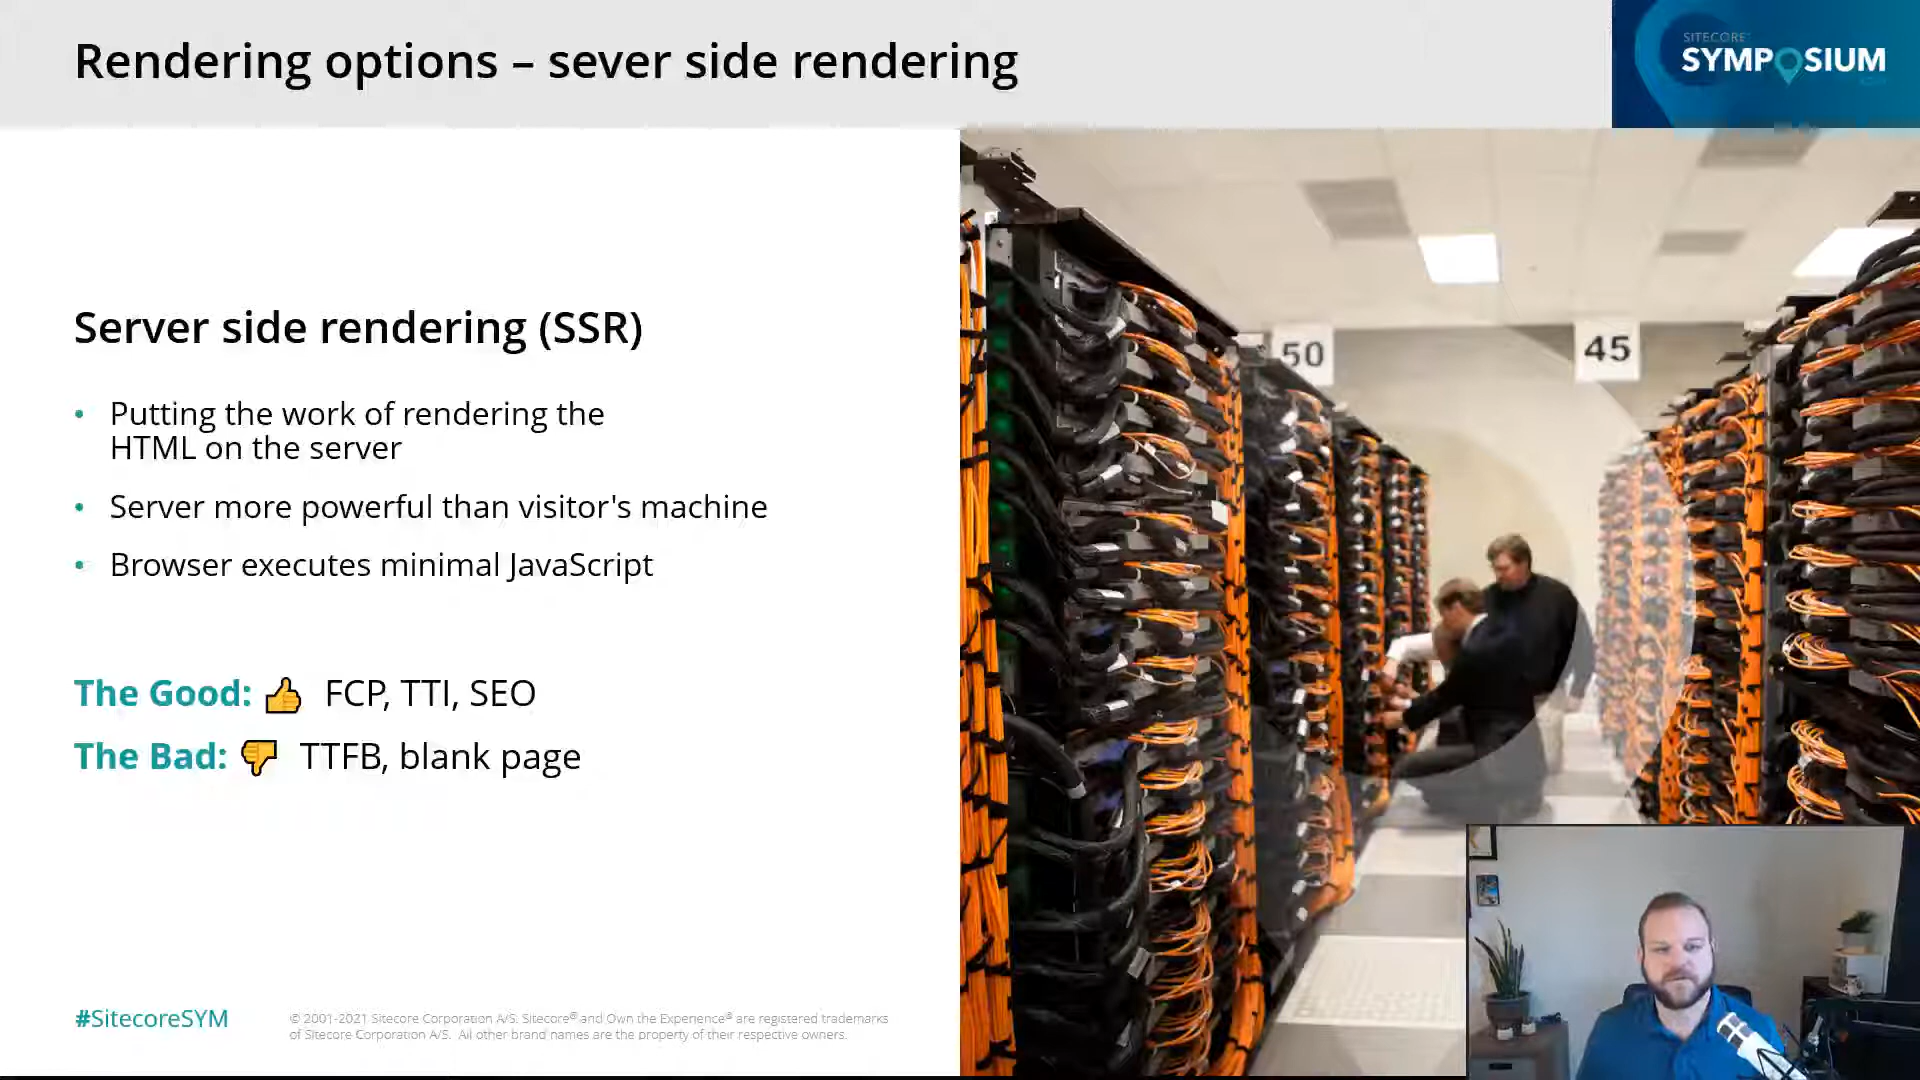 Rendering options – sever side rendering
SITECORE
SYMPOSIUM
Server side rendering (SSR)
• Putting the work of rendering the
HTML on the server
• Server more powerful than visitor's machine
• Browser executes minimal JavaScript
The Good: 👍 FCP, TTI, SEO
The Bad: 👎 TTFB, blank page
50
45
#SitecoreSYM
© 2001-2021 Sitecore Corporation A/S. Sitecore® and Own the Experience® are registered trademarks
of Sitecore Corporation A/S. All other brand names are the property of their respective owners.